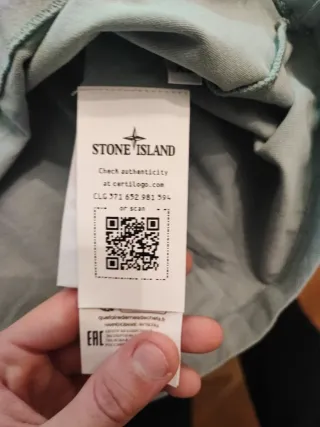 STONE ISLAND
Check authenticity
at certilogo.com
CLG 371 652 981 594
or scan
EAC